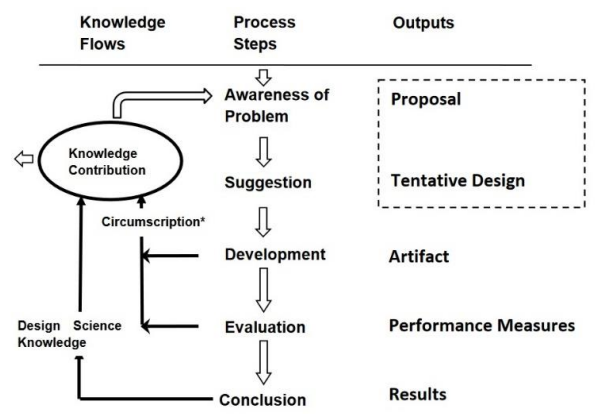 Knowledge Flows
Process Steps
Outputs
Awareness of Problem
Proposal
Knowledge Contribution
Suggestion
Tentative Design
Circumscription*
Development
Artifact
Design Science Knowledge
Evaluation
Performance Measures
Conclusion
Results